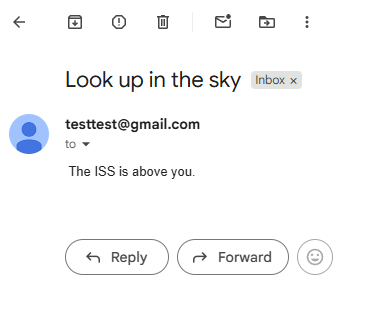 Look up in the sky Inbox ×
testtest@gmail.com
to
The ISS is above you.
Reply Forward